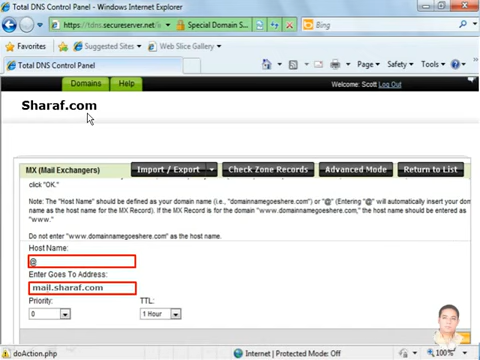 Total DNS Control Panel - Windows Internet Explorer
https://tdns.secureserver.net/
Special Domain S...
Bing
Favorites
Suggested Sites
Web Slice Gallery
Total DNS Control Panel
Page
Safety
Tools
Domains
Help
Welcome: Scott Log Out
Sharaf.com
MX (Mail Exchangers)
Import / Export
Check Zone Records
Advanced Mode
Return to List
click "OK."
Note: The "Host Name" should be defined as your domain name (i.e., "domainnamegoeshere.com") or "@" (Entering "@" will automatically insert your dom
name as the host name for the MX Record). If the MX Record is for the domain "www.domainnamegoeshere.com," the host name should be entered as
"www."
Do not enter "www.domainnamegoeshere.com" as the host name.
Host Name:
@
Enter Goes To Address:
mail.sharaf.com
Priority:
TTL:
0
1 Hour
doAction.php
Internet | Protected Mode: Off
100%